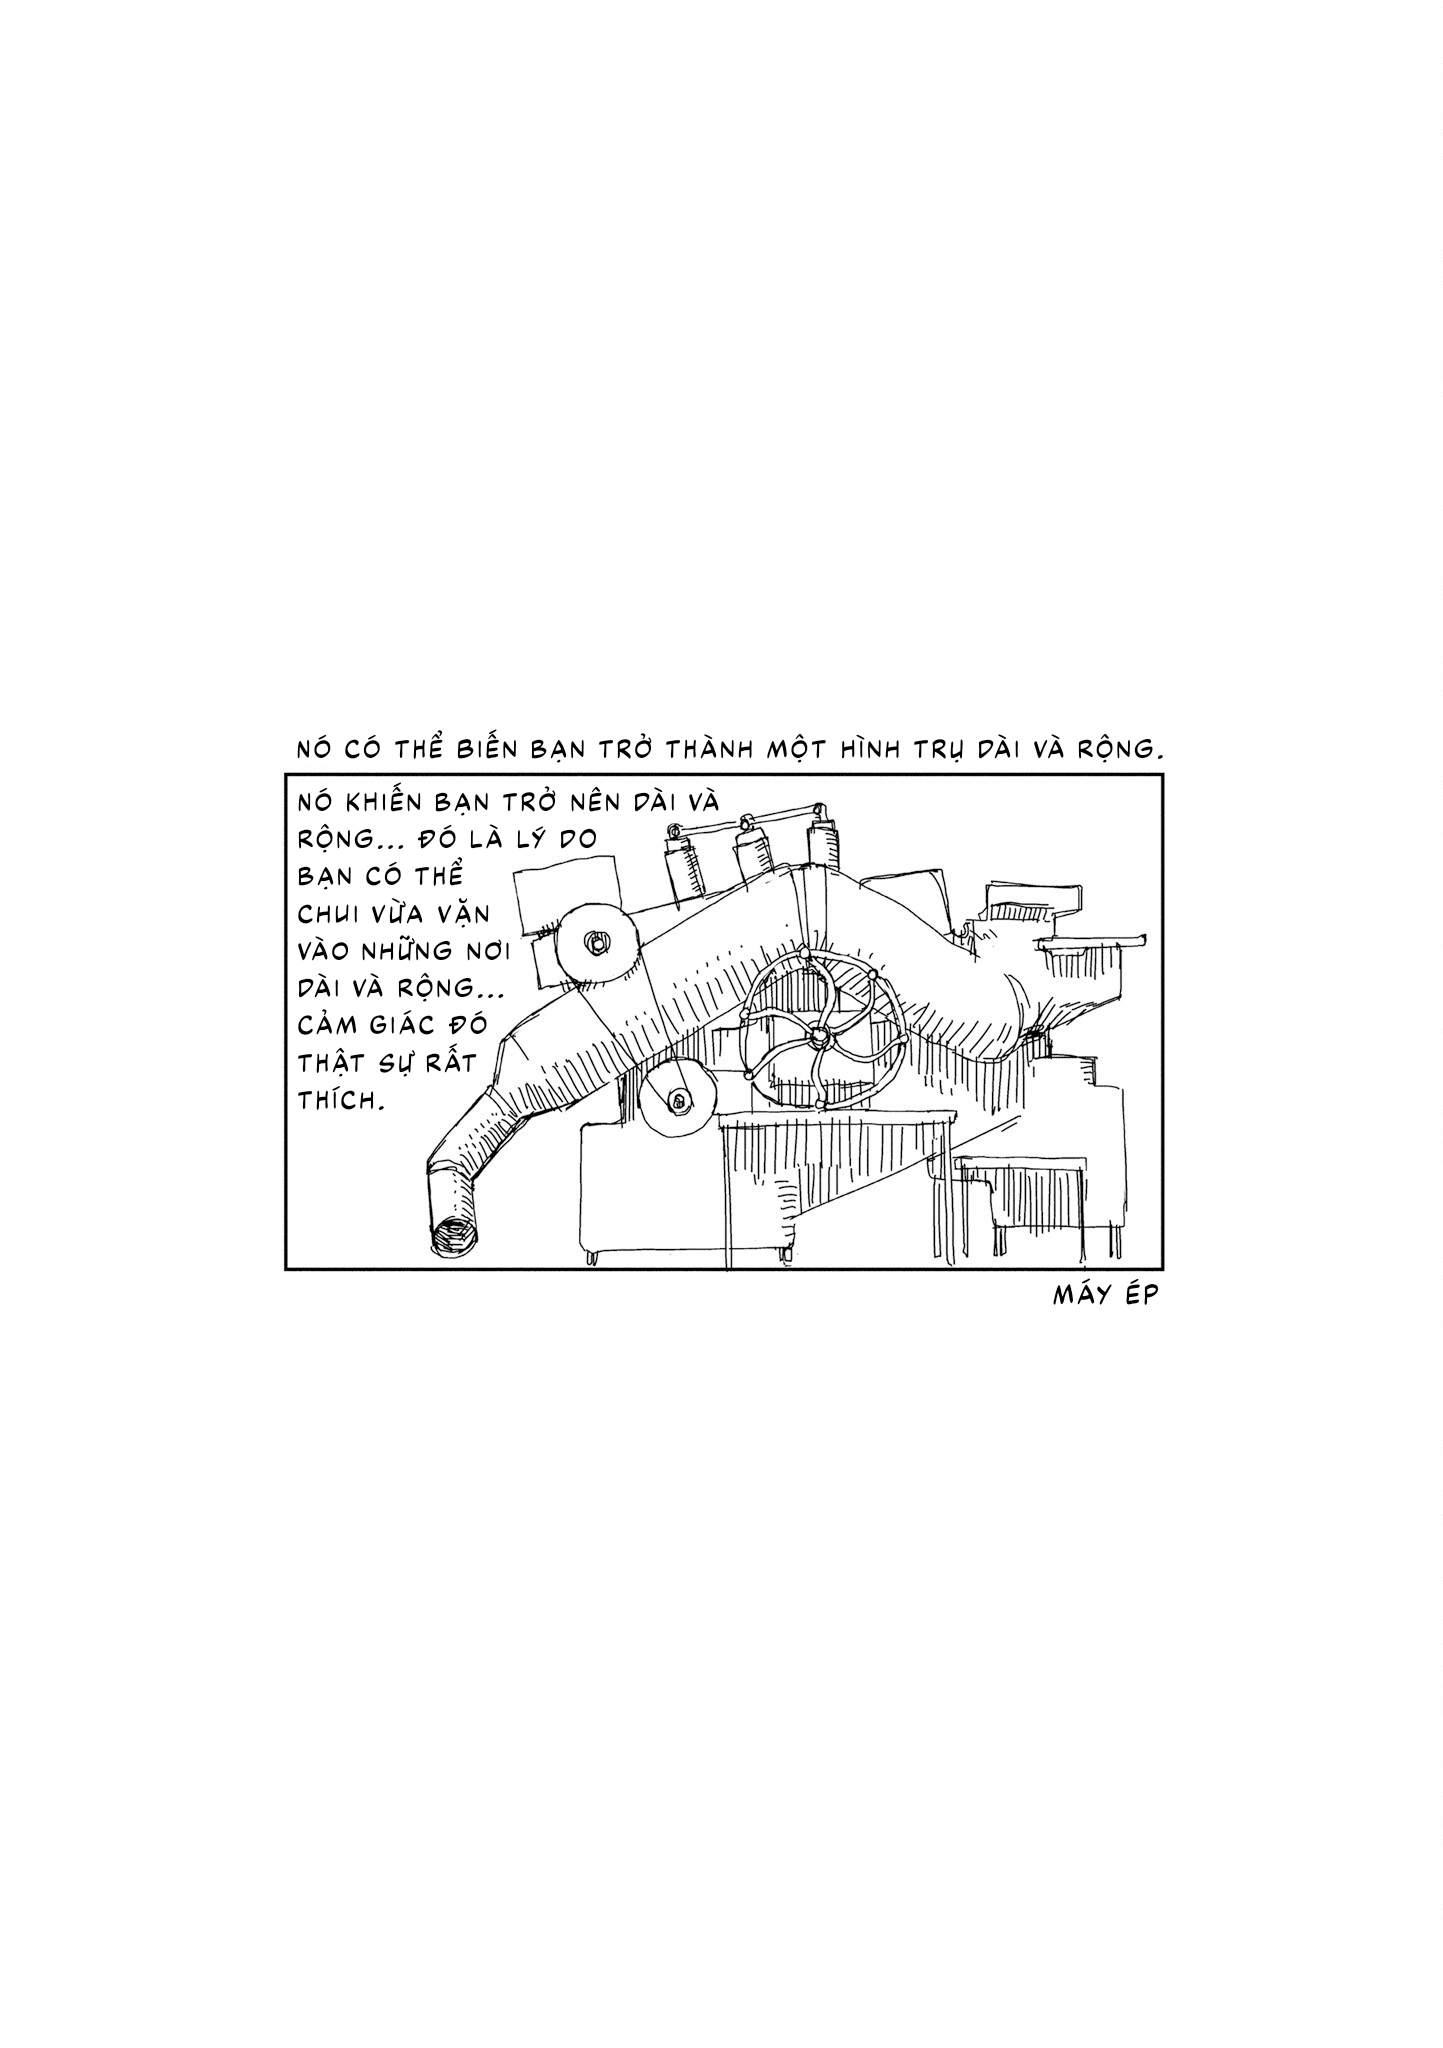 NÓ CÓ THỂ BIẾN BẠN TRỞ THÀNH MỘT HÌNH TRỤ DÀI VÀ RỘNG.
NÓ KHIẾN BẠN TRỞ NÊN DÀI VÀ
RỘNG... ĐÓ LÀ LÝ DO
BẠN CÓ THỂ
CHUI VỪA VẶN
VÀO NHỮNG NƠI
DÀI VÀ RỘNG...
CẢM GIÁC ĐÓ
THẬT SỰ RẤT
THÍCH.
MÁY ÉP